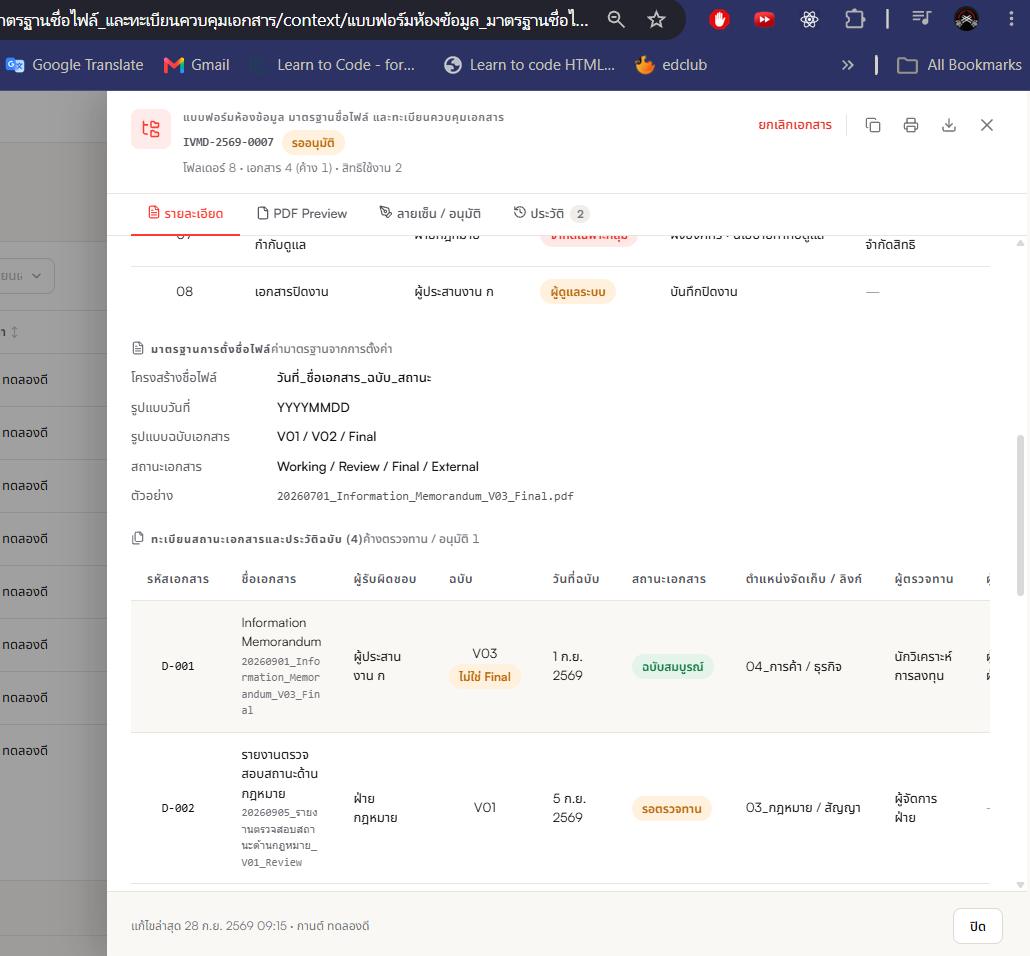 าตรฐานชื่อไฟล์_และทะเบียนควบคุมเอกสาร/context/แบบฟอร์มห้องข้อมูล_มาตรฐานชื่อไ...
Google Translate
Gmail
Learn to Code - for...
Learn to code HTML...
edclub
»
All Bookmarks
แบบฟอร์มห้องข้อมูล มาตรฐานชื่อไฟล์ และทะเบียนควบคุมเอกสาร
IVMD-2569-0007 รออนุมัติ
โฟลเดอร์ 8 • เอกสาร 4 (ค้าง 1) • สิทธิใช้งาน 2
ยกเลิกเอกสาร
รายละเอียด
PDF Preview
ลายเซ็น / อนุมัติ
ประวัติ 2
กำกับดูแล
จำกัดสิทธิ
08 เอกสารปิดงาน ผู้ประสานงาน ก ผู้ดูแลระบบ บันทึกปิดงาน —
มาตรฐานการตั้งชื่อไฟล์ค่ามาตรฐานจากการตั้งค่า
โครงสร้างชื่อไฟล์ วันที่_ชื่อเอกสาร_ฉบับ_สถานะ
รูปแบบวันที่ YYYYMMDD
รูปแบบฉบับเอกสาร V01 / V02 / Final
สถานะเอกสาร Working / Review / Final / External
ตัวอย่าง 20260701_Information_Memorandum_V03_Final.pdf
ทะเบียนสถานะเอกสารและประวัติฉบับ (4)ค้างตรวจทาน / อนุมัติ 1
รหัสเอกสาร ชื่อเอกสาร ผู้รับผิดชอบ ฉบับ วันที่ฉบับ สถานะเอกสาร ตำแหน่งจัดเก็บ / ลิงก์ ผู้ตรวจทาน
D-001
Information
Memorandum
20260901_Info
rmation_Memor
andum_V03_Fin
al
ผู้ประสาน
งาน ก
V03
ไม่ใช่ Final
1 ก.ย.
2569
ฉบับสมบูรณ์
04_การค้า / ธุรกิจ
นักวิเคราะห์
การลงทุน
D-002
รายงานตรวจ
สอบสถานะด้าน
กฎหมาย
20260905_รายง
านตรวจสอบสถา
นะด้านกฎหมาย_
V01_Review
ฝ่าย
กฎหมาย
V01
5 ก.ย.
2569
รอตรวจทาน
03_กฎหมาย / สัญญา
ผู้จัดการ
ฝ่าย
ทดลองดี
ทดลองดี
ทดลองดี
ทดลองดี
ทดลองดี
ทดลองดี
ทดลองดี
ทดลองดี
แก้ไขล่าสุด 28 ก.ย. 2569 09:15 • กานต์ ทดลองดี
ปิด